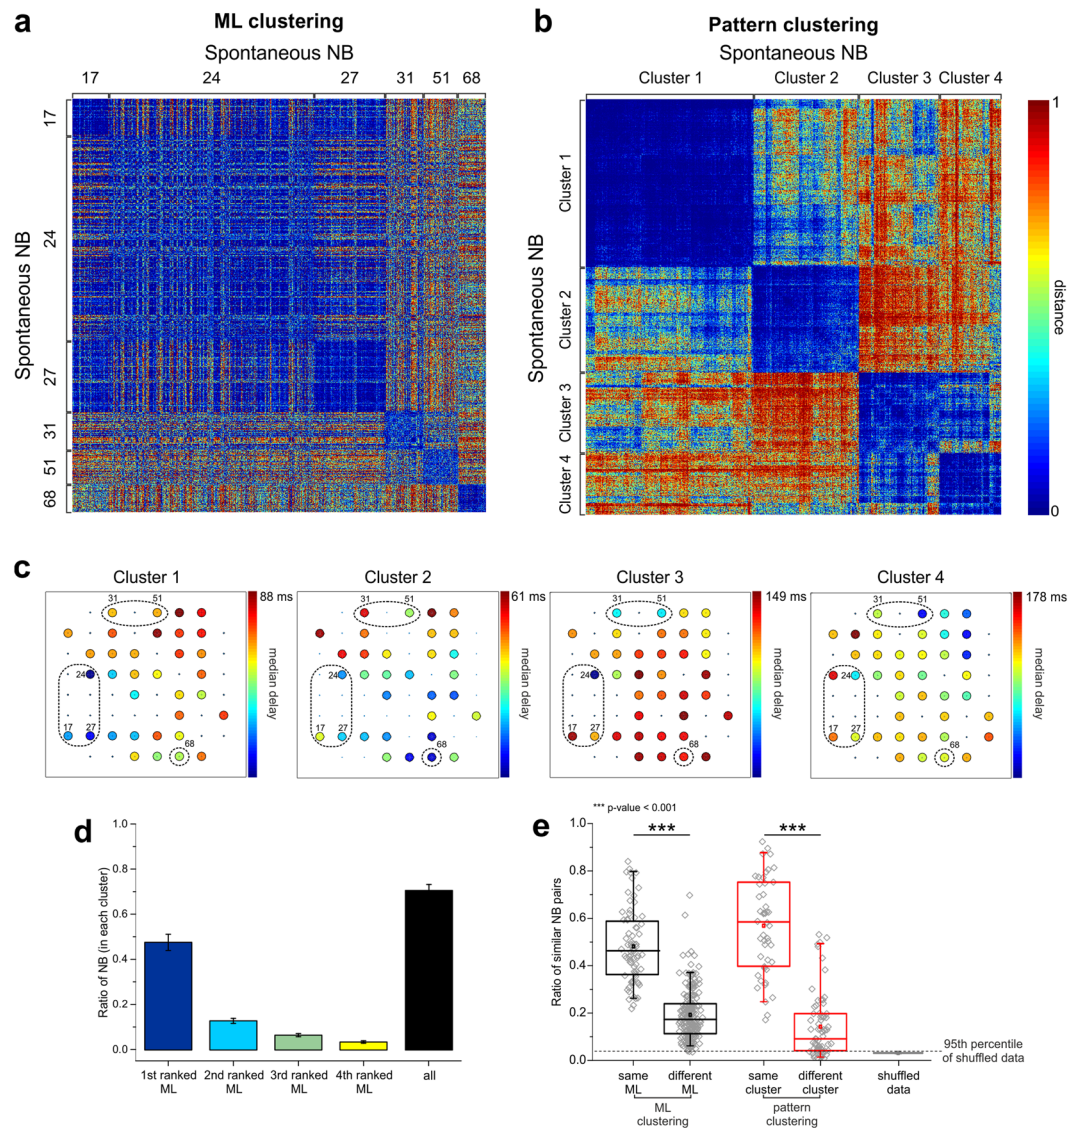 a
ML clustering
Spontaneous NB
17 24 27 31 51 68
Spontaneous NB
17
24
27
31
51
68
b
Pattern clustering
Spontaneous NB
Cluster 1 Cluster 2 Cluster 3 Cluster 4
Spontaneous NB
Cluster 1
Cluster 2
Cluster 3
Cluster 4
1
distance
0
c
Cluster 1
31 51
24
17 27
68
88 ms
median delay
Cluster 2
31 51
24
17 27
68
61 ms
median delay
Cluster 3
31 51
24
17 27
68
149 ms
median delay
Cluster 4
31 51
24
17 27
68
178 ms
median delay
d
Ratio of NB (in each cluster)
1.0
0.8
0.6
0.4
0.2
0.0
1st ranked ML
2nd ranked ML
3rd ranked ML
4th ranked ML
all
*** p-value < 0.001
e
Ratio of similar NB pairs
1.0
0.8
0.6
0.4
0.2
0.0
*** ***
95th percentile
of shuffled data
same ML
different ML
same cluster
different cluster
shuffled data
ML clustering
pattern clustering